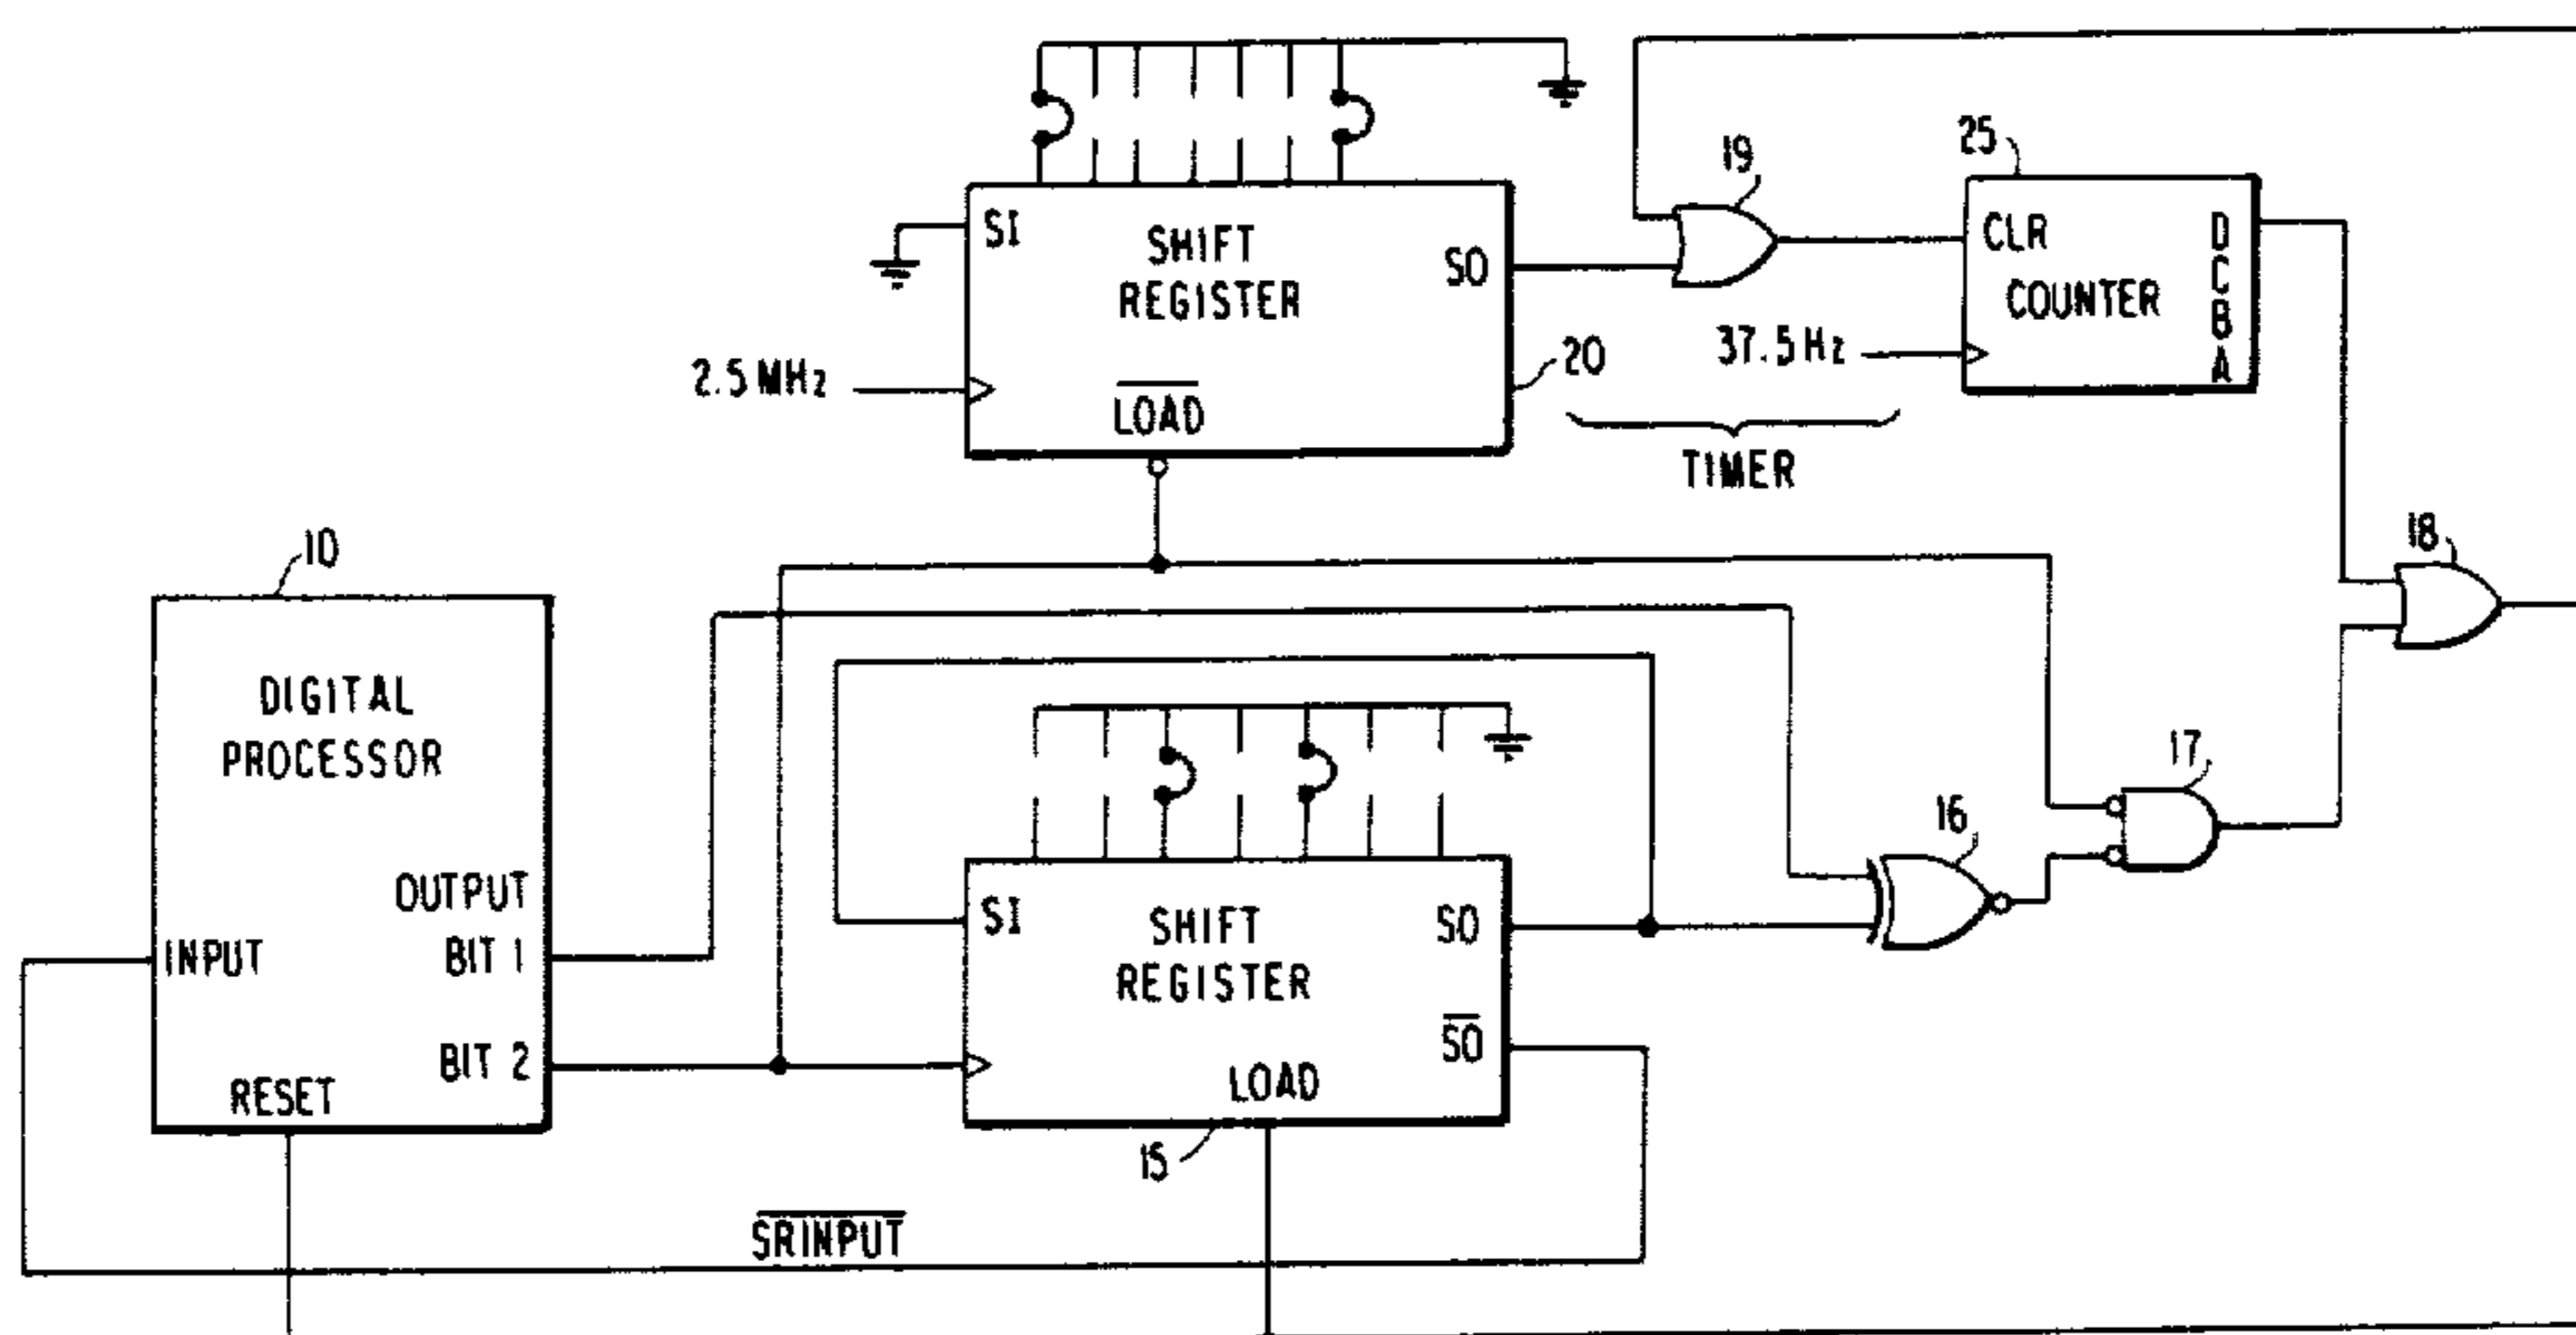 25
19
SI
SHIFT
REGISTER
SO
CLR
COUNTER
D
C
B
A
37.5 Hz
20
2.5 MHz
LOAD
TIMER
10
18
DIGITAL
PROCESSOR
17
16
OUTPUT
INPUT
BIT 1
BIT 2
RESET
SI
SHIFT
REGISTER
SO
SO
LOAD
15
SRINPUT